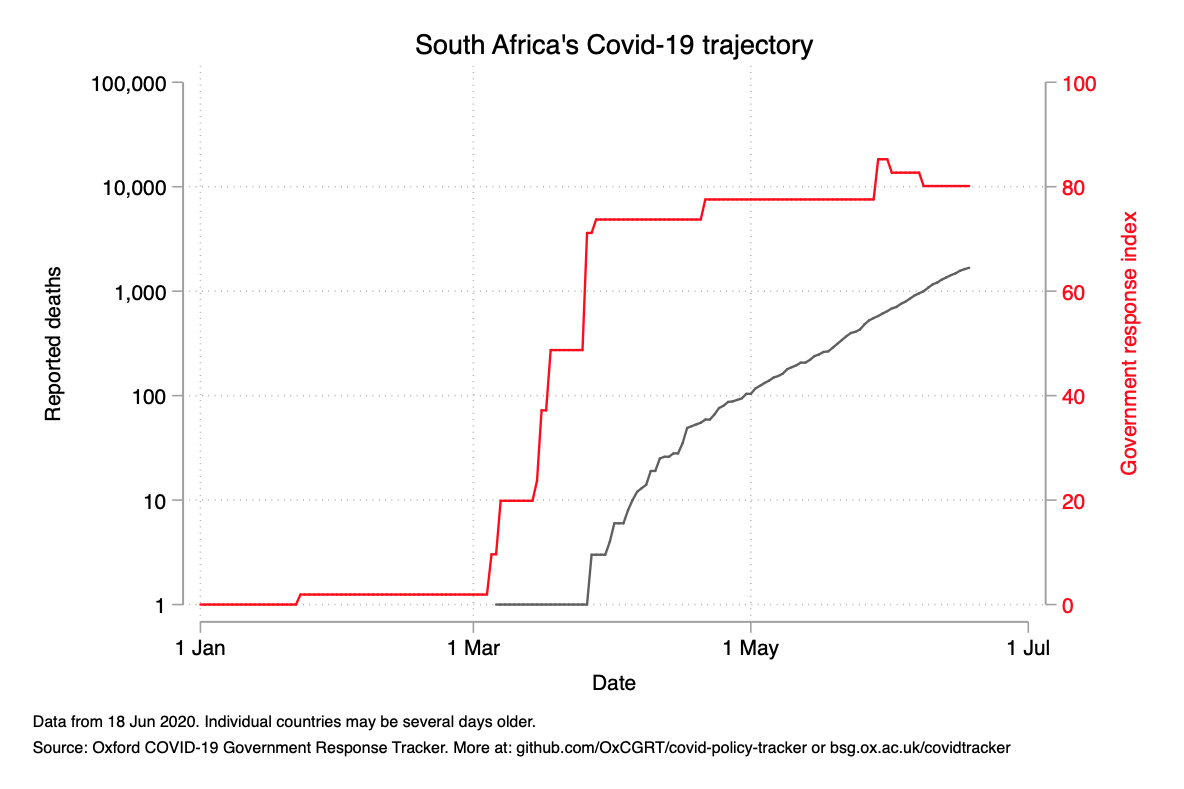 South Africa's Covid-19 trajectory
100,000
10,000
1,000
100
10
1
Reported deaths
100
80
60
40
20
0
Government response index
1 Jan
1 Mar
1 May
1 Jul
Date
Data from 18 Jun 2020. Individual countries may be several days older.
Source: Oxford COVID-19 Government Response Tracker. More at: github.com/OxCGRT/covid-policy-tracker or bsg.ox.ac.uk/covidtracker